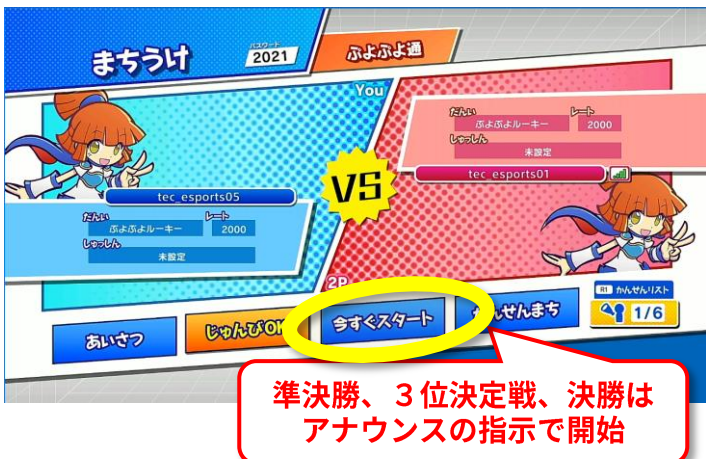 まちうけ
パスワード
2021
ぷよぷよ通
You
だんい
レート
ぷよぷよルーキー
2000
しゅっしん
未設定
tec_esports01
VS
tec_esports05
だんい
レート
ぷよぷよルーキー
2000
しゅっしん
未設定
2P
R1 かんせんリスト
1/6
あいさつ
じゅんびOK
今すぐスタート
んせんまち
準決勝、３位決定戦、決勝は
アナウンスの指示で開始